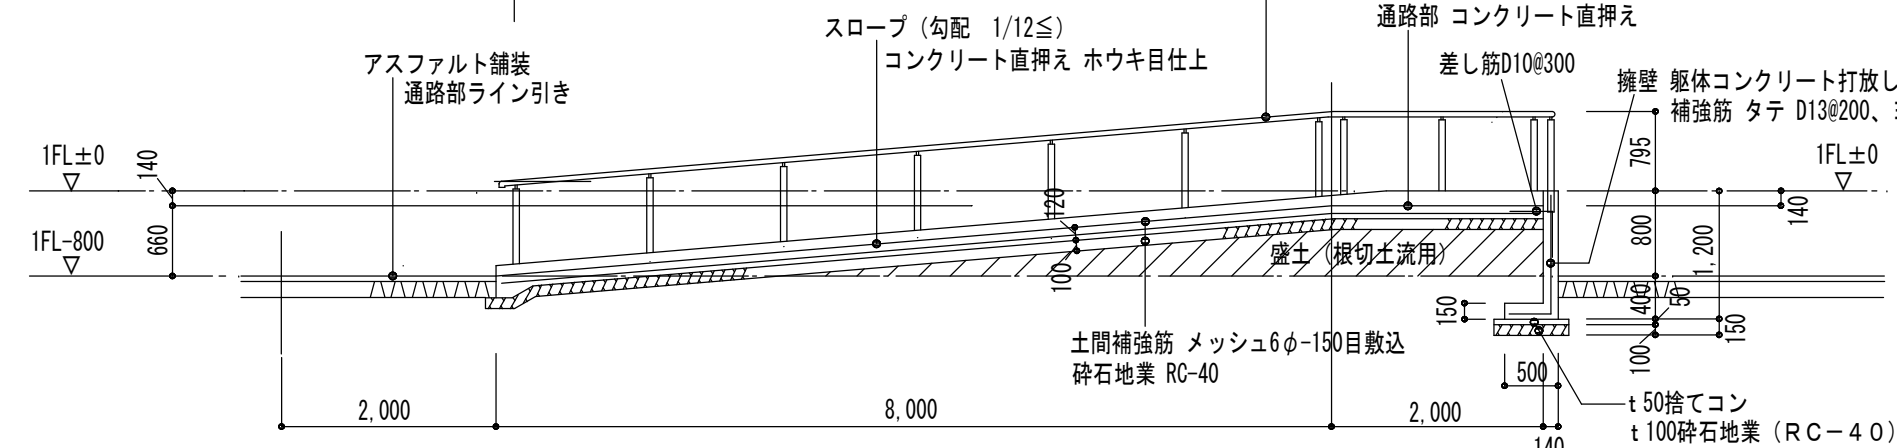 スロープ（勾配　1/12≦）
コンクリート直押え ホウキ目仕上
通路部 コンクリート直押え
アスファルト舗装
通路部ライン引き
差し筋D10@300
擁壁 躯体コンクリート打放し
補強筋 タテ D13@200、
1FL±0
140
795
1FL±0
120
140
660
1FL-800
800
1,200
盛土（根切土流用）
100
400
50
150
150
100
土間補強筋 メッシュ6φ-150目敷込
砕石地業 RC-40
500
2,000
8,000
2,000
140
t50捨てコン
t100砕石地業（ＲＣ－４０）